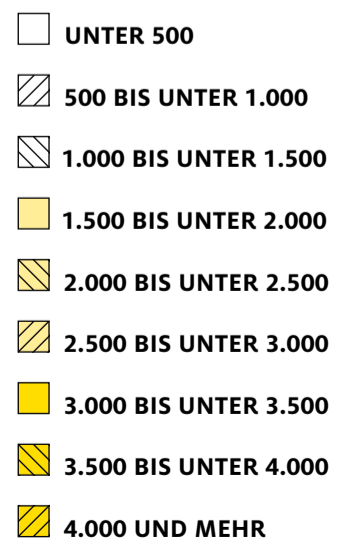 UNTER 500
500 BIS UNTER 1.000
1.000 BIS UNTER 1.500
1.500 BIS UNTER 2.000
2.000 BIS UNTER 2.500
2.500 BIS UNTER 3.000
3.000 BIS UNTER 3.500
3.500 BIS UNTER 4.000
4.000 UND MEHR